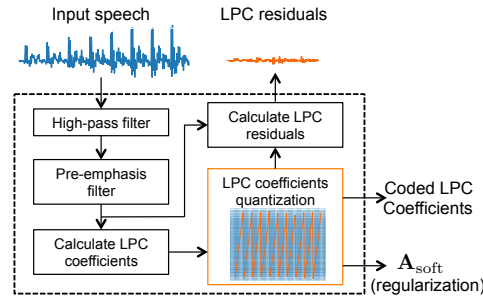 Input speech
LPC residuals
High-pass filter
Calculate LPC
residuals
Pre-emphasis
filter
LPC coefficients
quantization
Calculate LPC
coefficients
Coded LPC
Coefficients
A_soft
(regularization)